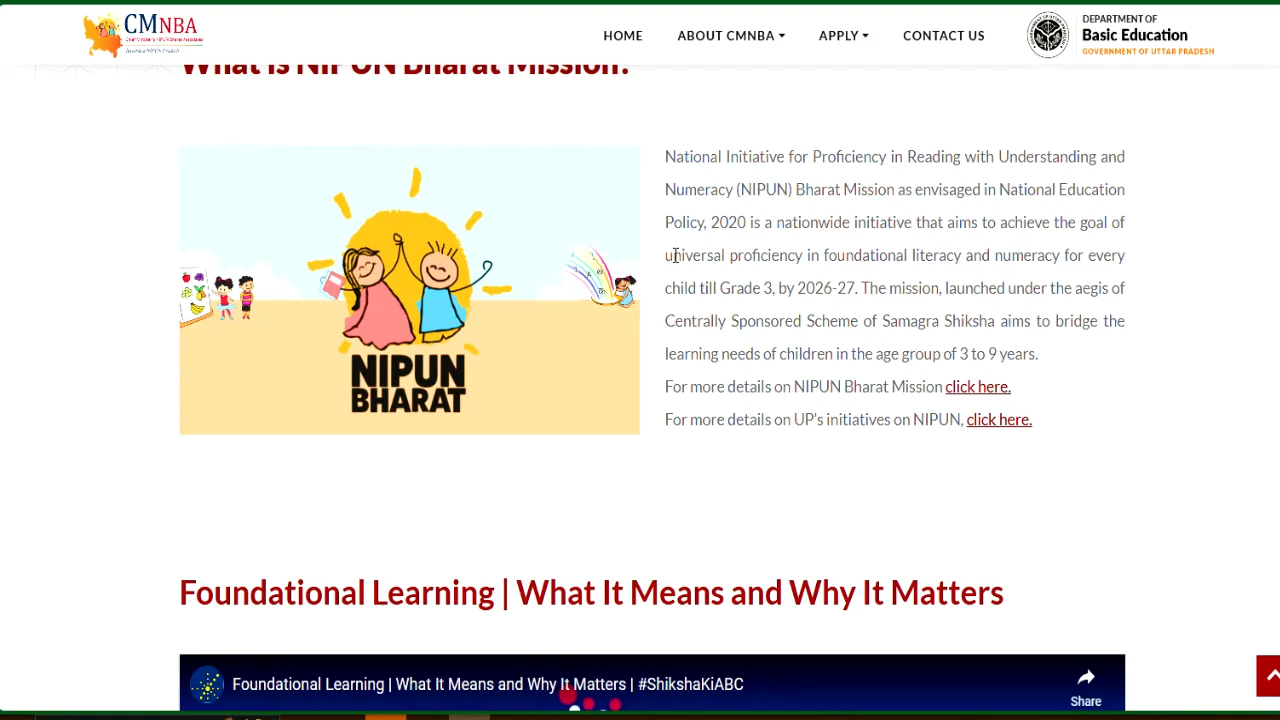 CMNBA
HOME
ABOUT CMNBA
APPLY
CONTACT US
DEPARTMENT OF
Basic Education
GOVERNMENT OF UTTAR PRADESH
What is NIPUN Bharat Mission?
National Initiative for Proficiency in Reading with Understanding and
Numeracy (NIPUN) Bharat Mission as envisaged in National Education
Policy, 2020 is a nationwide initiative that aims to achieve the goal of
universal proficiency in foundational literacy and numeracy for every
child till Grade 3, by 2026-27. The mission, launched under the aegis of
Centrally Sponsored Scheme of Samagra Shiksha aims to bridge the
learning needs of children in the age group of 3 to 9 years.
For more details on NIPUN Bharat Mission click here.
For more details on UP's initiatives on NIPUN, click here.
NIPUN
BHARAT
Foundational Learning | What It Means and Why It Matters
Foundational Learning | What It Means and Why It Matters | #ShikshaKiABC
Share